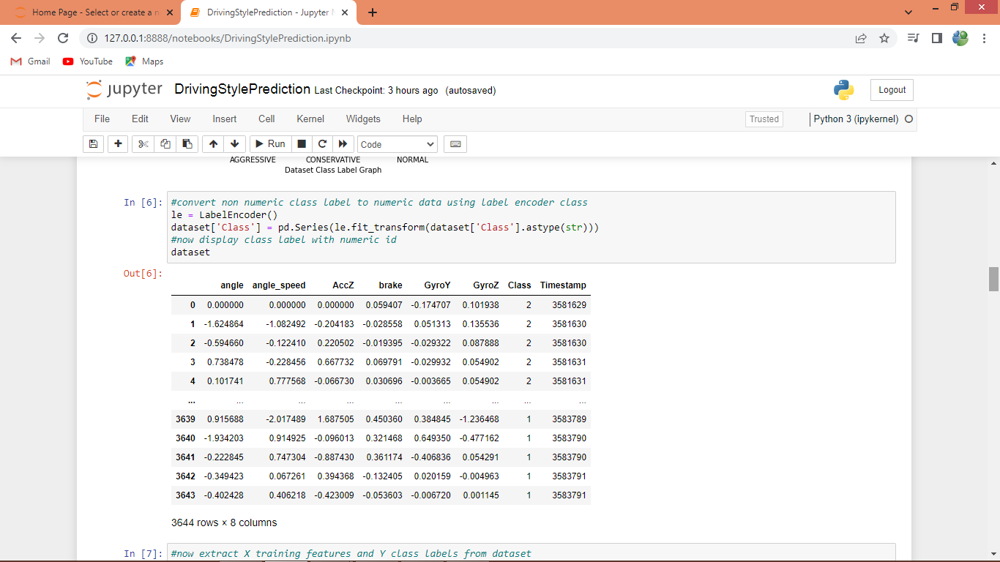 Home Page - Select or create a n
DrivingStylePrediction - Jupyter N
127.0.0.1:8888/notebooks/DrivingStylePrediction.ipynb
Gmail YouTube Maps
jupyter DrivingStylePrediction Last Checkpoint: 3 hours ago (autosaved) Logout
File Edit View Insert Cell Kernel Widgets Help Trusted Python 3 (ipykernel)
Run Code
AGGRESSIVE CONSERVATIVE NORMAL
Dataset Class Label Graph
In [6]: #convert non numeric class label to numeric data using label encoder class
le = LabelEncoder()
dataset['Class'] = pd.Series(le.fit_transform(dataset['Class'].astype(str)))
#now display class label with numeric id
dataset
Out[6]:
angle angle_speed AccZ brake GyroY GyroZ Class Timestamp
0 0.000000 0.000000 0.000000 0.059407 -0.174707 0.101938 2 3581629
1 -1.624864 -1.082492 -0.204183 -0.028558 0.051313 0.135536 2 3581630
2 -0.594660 -0.122410 0.220502 -0.019395 -0.029322 0.087888 2 3581630
3 0.738478 -0.228456 0.667732 0.069791 -0.029932 0.054902 2 3581631
4 0.101741 0.777568 -0.066730 0.030696 -0.003665 0.054902 2 3581631
... ... ... ... ... ... ... ... ...
3639 0.915688 -2.017489 1.687505 0.450360 0.384845 -1.236468 1 3583789
3640 -1.934203 0.914925 -0.096013 0.321468 0.649350 -0.477162 1 3583790
3641 -0.222845 0.747304 -0.887430 0.361174 -0.406836 0.054291 1 3583790
3642 -0.349423 0.067261 0.394368 -0.132405 0.020159 -0.004963 1 3583791
3643 -0.402428 0.406218 -0.423009 -0.053603 -0.006720 0.001145 1 3583791
3644 rows × 8 columns
In [7]: #now extract X training features and Y class labels from dataset